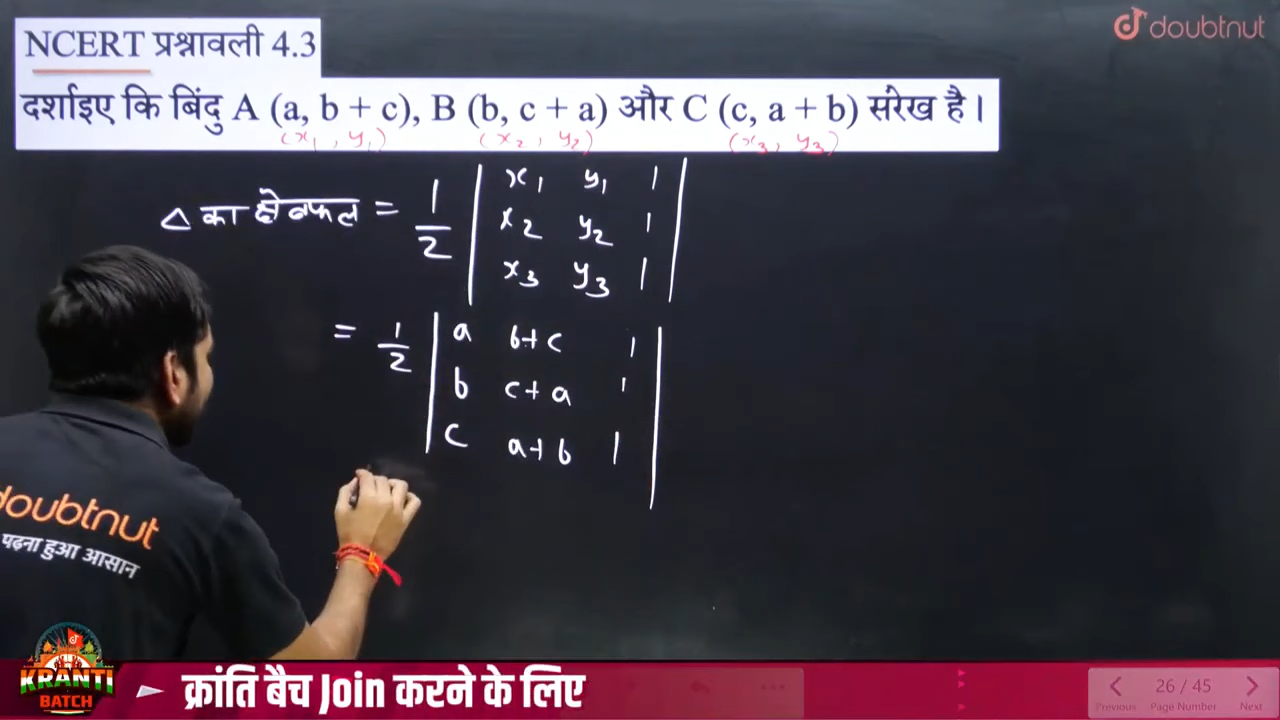 doubtnut
NCERT प्रश्नावली 4.3
दर्शाइए कि बिंदु A (a, b + c), B (b, c + a) और C (c, a + b) संरेख है।
(x₁, y₁) (x₂, y₂) (x₃, y₃)
Δ का क्षेत्रफल = 1/2 | x₁ y₁ 1 |
| x₂ y₂ 1 |
| x₃ y₃ 1 |
= 1/2 | a b+c 1 |
| b c+a 1 |
| c a+b 1 |
doubtnut
पढ़ना हुआ आसान
KRANTI
BATCH
क्रांति बैच Join करने के लिए
26 / 45
Previous Page Number Next